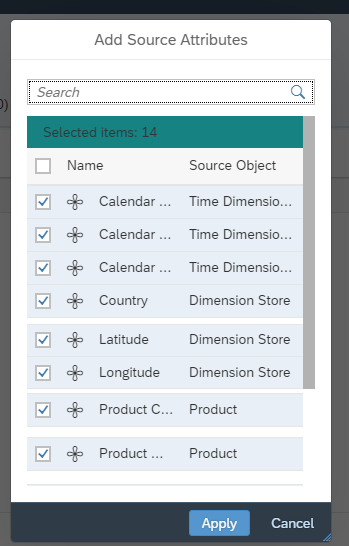 Add Source Attributes
Search
Selected items: 14
Name Source Object
Calendar ... Time Dimensio...
Calendar ... Time Dimensio...
Calendar ... Time Dimensio...
Country Dimension Store
Latitude Dimension Store
Longitude Dimension Store
Product C... Product
Product ... Product
Apply Cancel